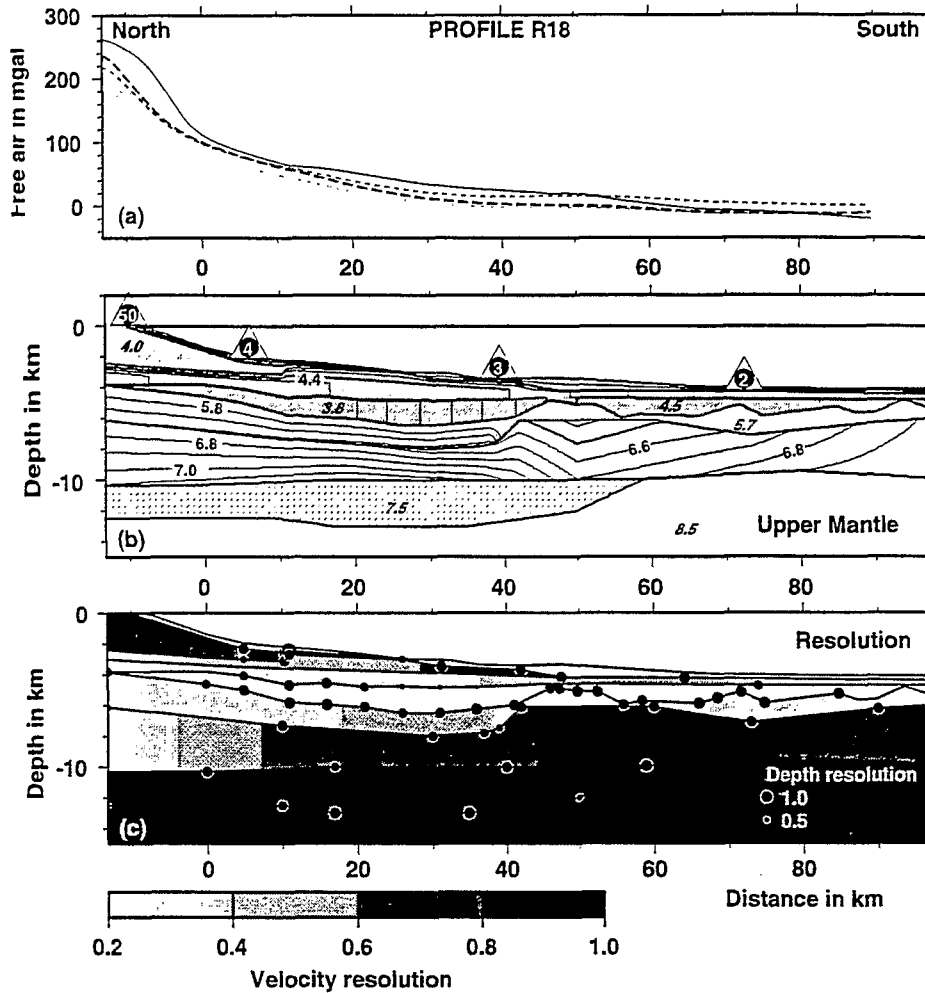 North PROFILE R18 South
Free air in mgal
300
200
100
0
(a)
0 20 40 60 80
50 4 3 2
Depth in km
0
-10
4.0
4.4
3.8
4.5
5.8
5.7
6.8
6.6
6.8
7.0
7.5
8.5
Upper Mantle
(b)
0 20 40 60 80
Depth in km
0
-10
Resolution
Depth resolution
1.0
0.5
(c)
0 20 40 60 80
Distance in km
0.2 0.4 0.6 0.8 1.0
Velocity resolution